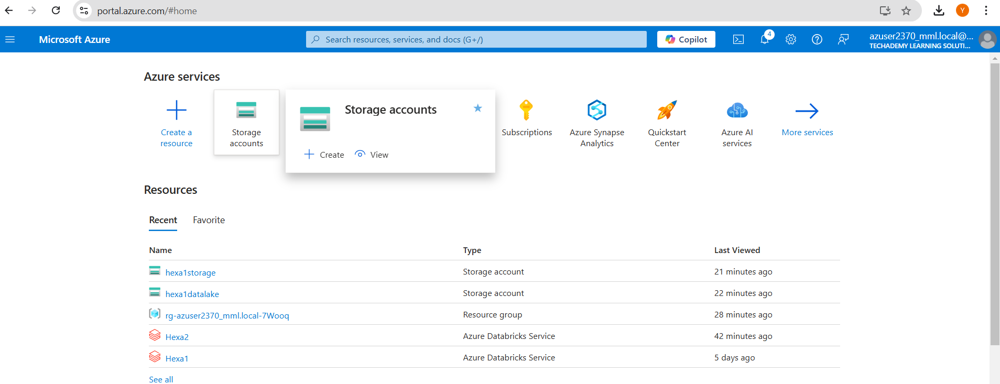 portal.azure.com/#home
Y
Microsoft Azure
Search resources, services, and docs (G+/)
Copilot
4
azuser2370_mml.local@...
TECHADEMY LEARNING SOLUTI...
Azure services
Create a
resource
Storage
accounts
Storage accounts
Create
View
Subscriptions
Azure Synapse
Analytics
Quickstart
Center
Azure AI
services
More services
Resources
Recent Favorite
Name Type Last Viewed
hexa1storage Storage account 21 minutes ago
hexa1datalake Storage account 22 minutes ago
rg-azuser2370_mml.local-7Wooq Resource group 28 minutes ago
Hexa2 Azure Databricks Service 42 minutes ago
Hexa1 Azure Databricks Service 5 days ago
See all